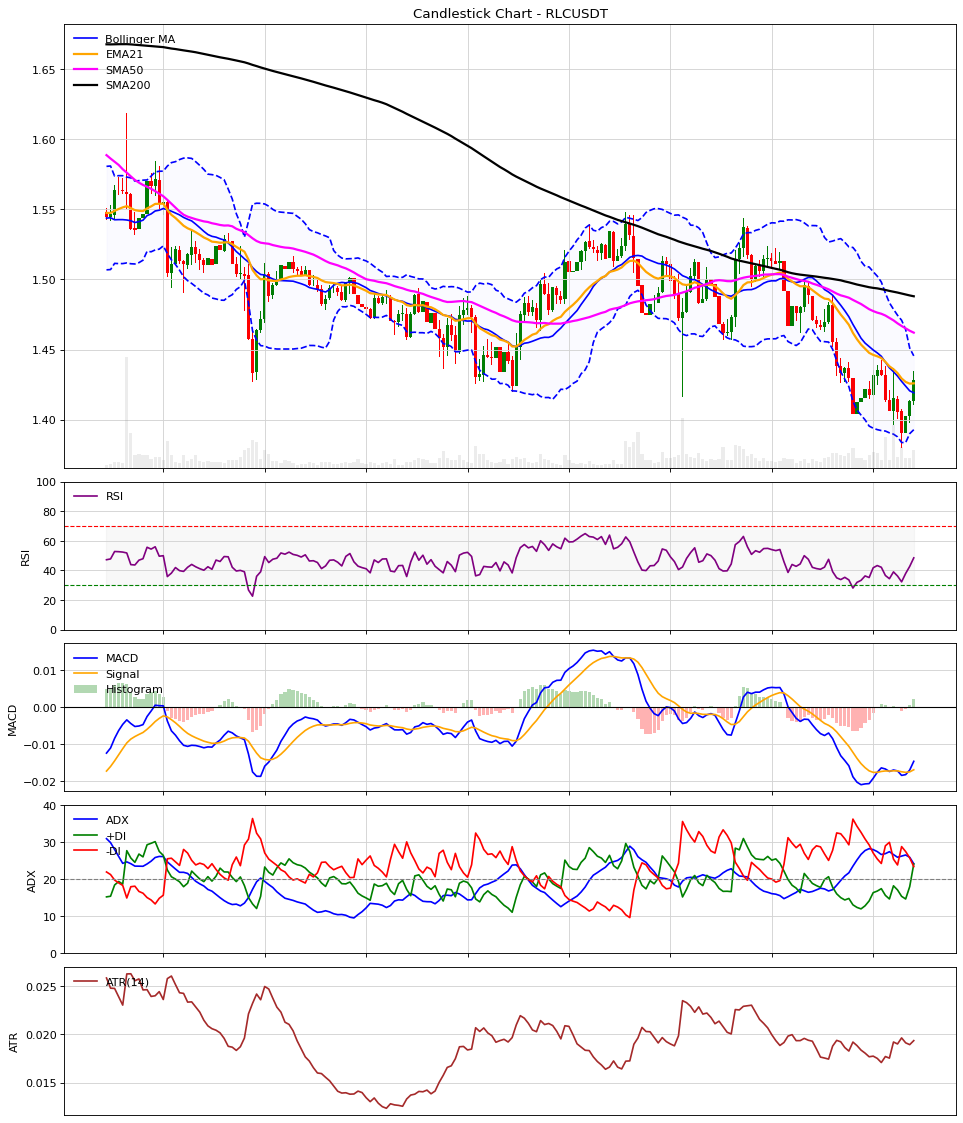 Candlestick Chart - RLCUSDT
Bollinger MA
EMA21
SMA50
SMA200
1.65
1.60
1.55
1.50
1.45
1.40
RSI
RSI
100
80
60
40
20
0
MACD
MACD
Signal
Histogram
0.01
0.00
−0.01
−0.02
ADX
ADX
+DI
-DI
40
30
20
10
0
ATR
ATR(14)
0.025
0.020
0.015